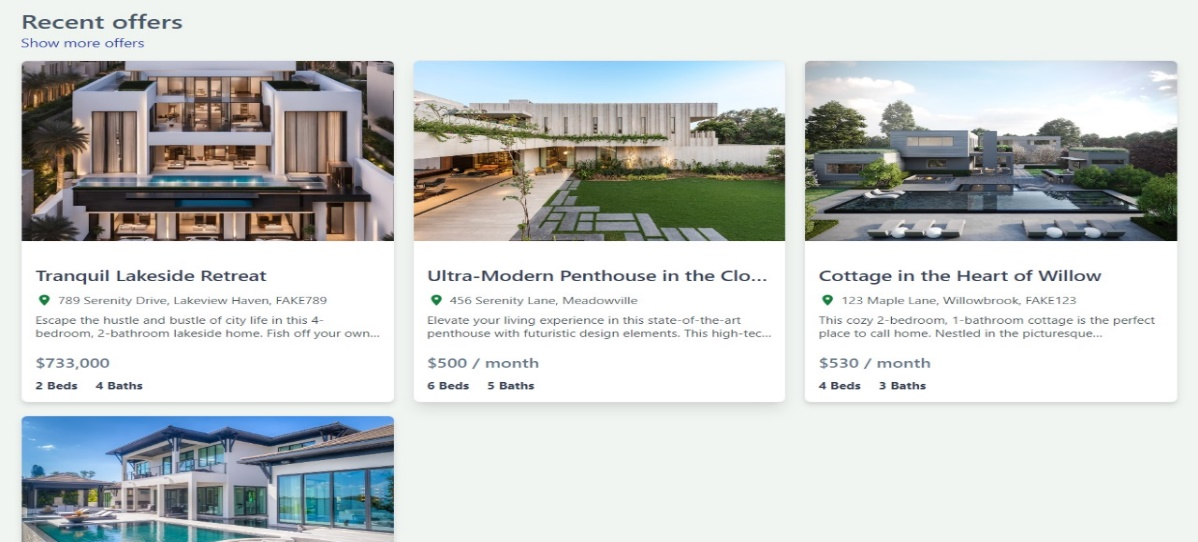 Recent offers
Show more offers
Tranquil Lakeside Retreat
789 Serenity Drive, Lakeview Haven, FAKE789
Escape the hustle and bustle of city life in this 4-
bedroom, 2-bathroom lakeside home. Fish off your own...
$733,000
2 Beds 4 Baths
Ultra-Modern Penthouse in the Clo...
456 Serenity Lane, Meadowville
Elevate your living experience in this state-of-the-art
penthouse with futuristic design elements. This high-tec...
$500 / month
6 Beds 5 Baths
Cottage in the Heart of Willow
123 Maple Lane, Willowbrook, FAKE123
This cozy 2-bedroom, 1-bathroom cottage is the perfect
place to call home. Nestled in the picturesque...
$530 / month
4 Beds 3 Baths